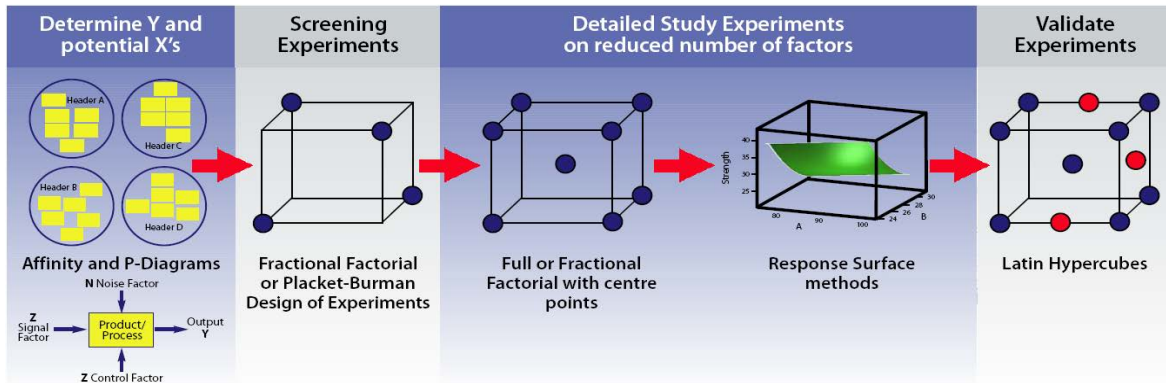 Determine Y and
potential X's
Screening
Experiments
Detailed Study Experiments
on reduced number of factors
Validate
Experiments
Header A
Header C
Header B
Header D
Strength
40
35
30
25
80
90
100
A
24
26
28
30
B
Affinity and P-Diagrams
N Noise Factor
Z
Signal
Factor
Product/
Process
Output
Y
Z Control Factor
Fractional Factorial
or Placket-Burman
Design of Experiments
Full or Fractional
Factorial with centre
points
Response Surface
methods
Latin Hypercubes